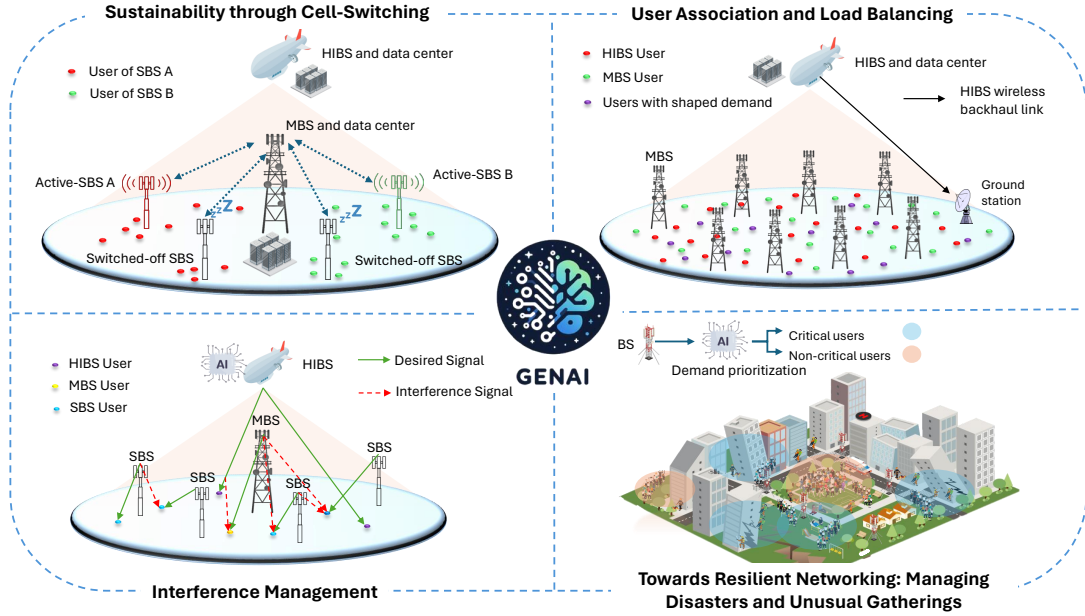 Sustainability through Cell-Switching
HIBS and data center
User of SBS A
User of SBS B
MBS and data center
Active-SBS A
Active-SBS B
zzZ
zzZ
Switched-off SBS
Switched-off SBS
User Association and Load Balancing
HIBS User
MBS User
Users with shaped demand
HIBS and data center
HIBS wireless
backhaul link
MBS
Ground
station
GENAI
AI
HIBS
HIBS User
MBS User
SBS User
Desired Signal
Interference Signal
MBS
SBS
SBS
SBS
SBS
Interference Management
BS
AI
Critical users
Non-critical users
Demand prioritization
Towards Resilient Networking: Managing
Disasters and Unusual Gatherings